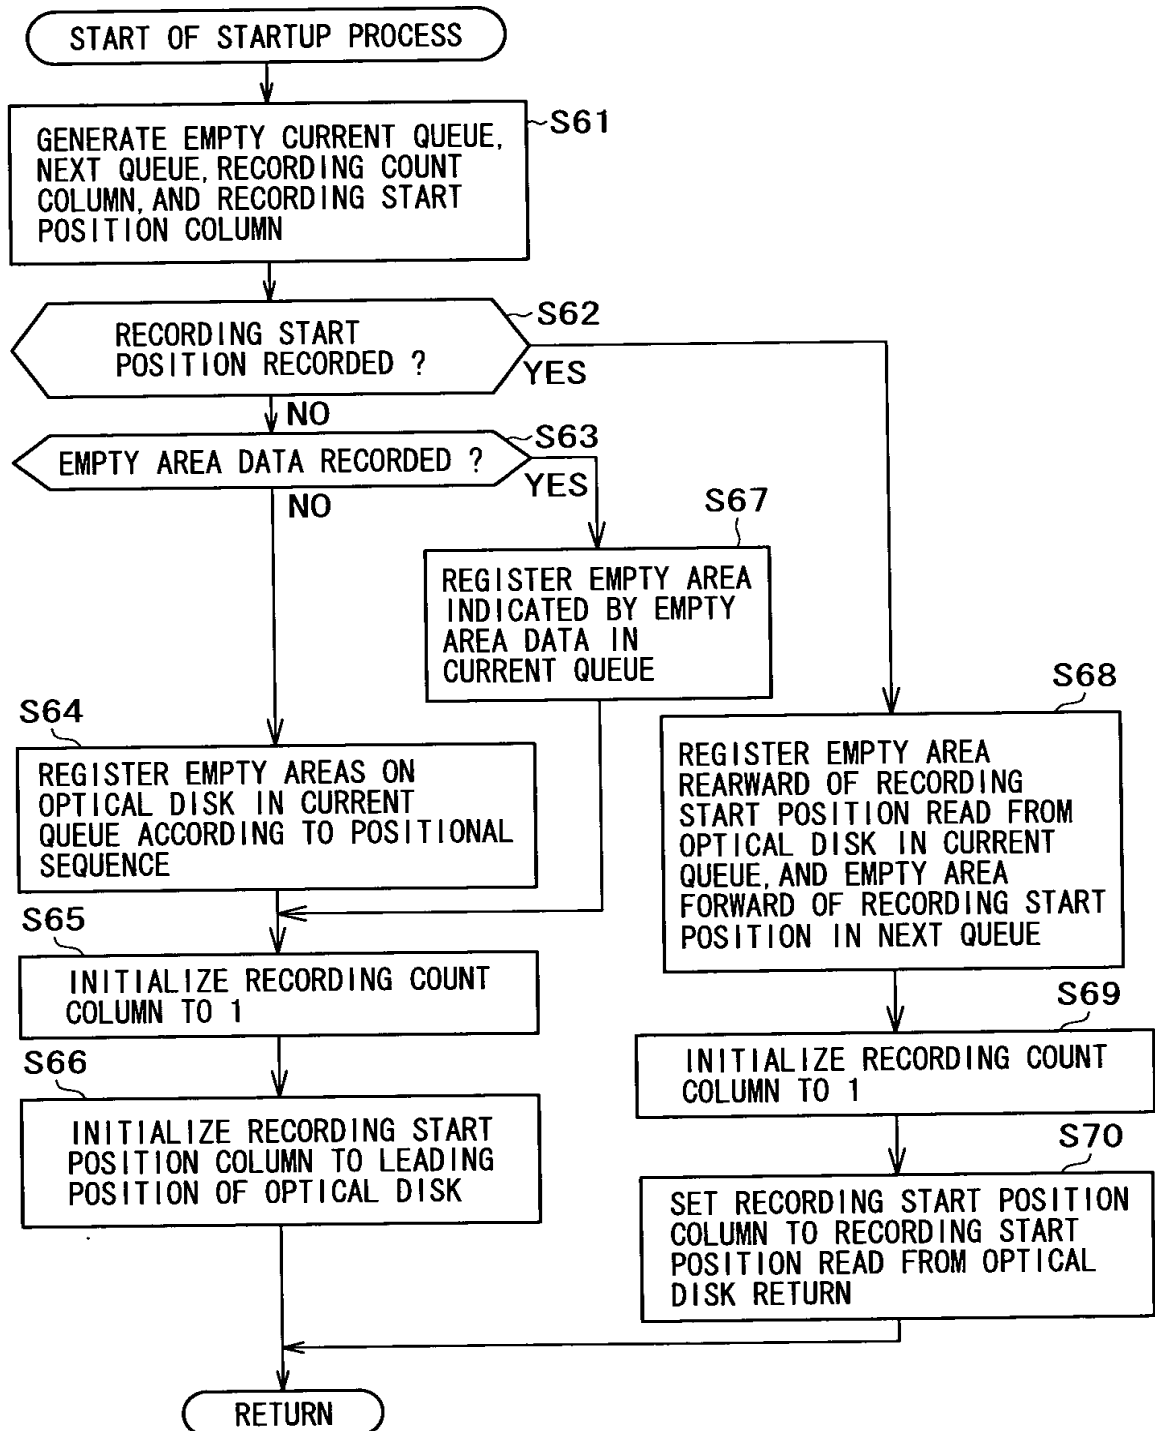 START OF STARTUP PROCESS
S61
GENERATE EMPTY CURRENT QUEUE,
NEXT QUEUE, RECORDING COUNT
COLUMN, AND RECORDING START
POSITION COLUMN
S62
RECORDING START
POSITION RECORDED ?
YES
NO
S63
EMPTY AREA DATA RECORDED ?
YES
NO
S67
REGISTER EMPTY AREA
INDICATED BY EMPTY
AREA DATA IN
CURRENT QUEUE
S68
REGISTER EMPTY AREA
REARWARD OF RECORDING
START POSITION READ FROM
OPTICAL DISK IN CURRENT
QUEUE, AND EMPTY AREA
FORWARD OF RECORDING START
POSITION IN NEXT QUEUE
S64
REGISTER EMPTY AREAS ON
OPTICAL DISK IN CURRENT
QUEUE ACCORDING TO POSITIONAL
SEQUENCE
S65
INITIALIZE RECORDING COUNT
COLUMN TO 1
S69
INITIALIZE RECORDING COUNT
COLUMN TO 1
S66
INITIALIZE RECORDING START
POSITION COLUMN TO LEADING
POSITION OF OPTICAL DISK
S70
SET RECORDING START POSITION
COLUMN TO RECORDING START
POSITION READ FROM OPTICAL
DISK RETURN
RETURN